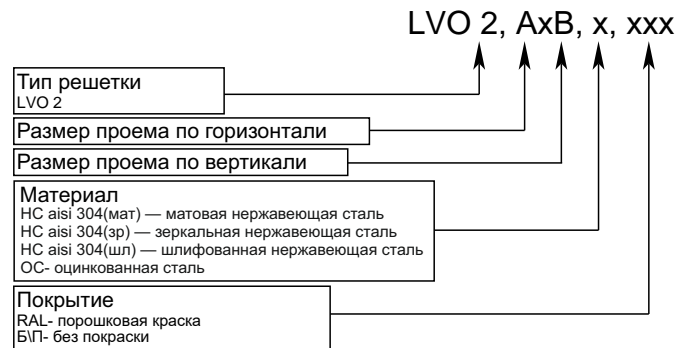 LVO 2, AxB, x, xxx
Тип решетки
LVO 2
Размер проема по горизонтали
Размер проема по вертикали
Материал
НС aisi 304(мат) — матовая нержавеющая сталь
НС aisi 304(зр) — зеркальная нержавеющая сталь
НС aisi 304(шл) — шлифованная нержавеющая сталь
ОС- оцинкованная сталь
Покрытие
RAL- порошковая краска
Б\П- без покраски